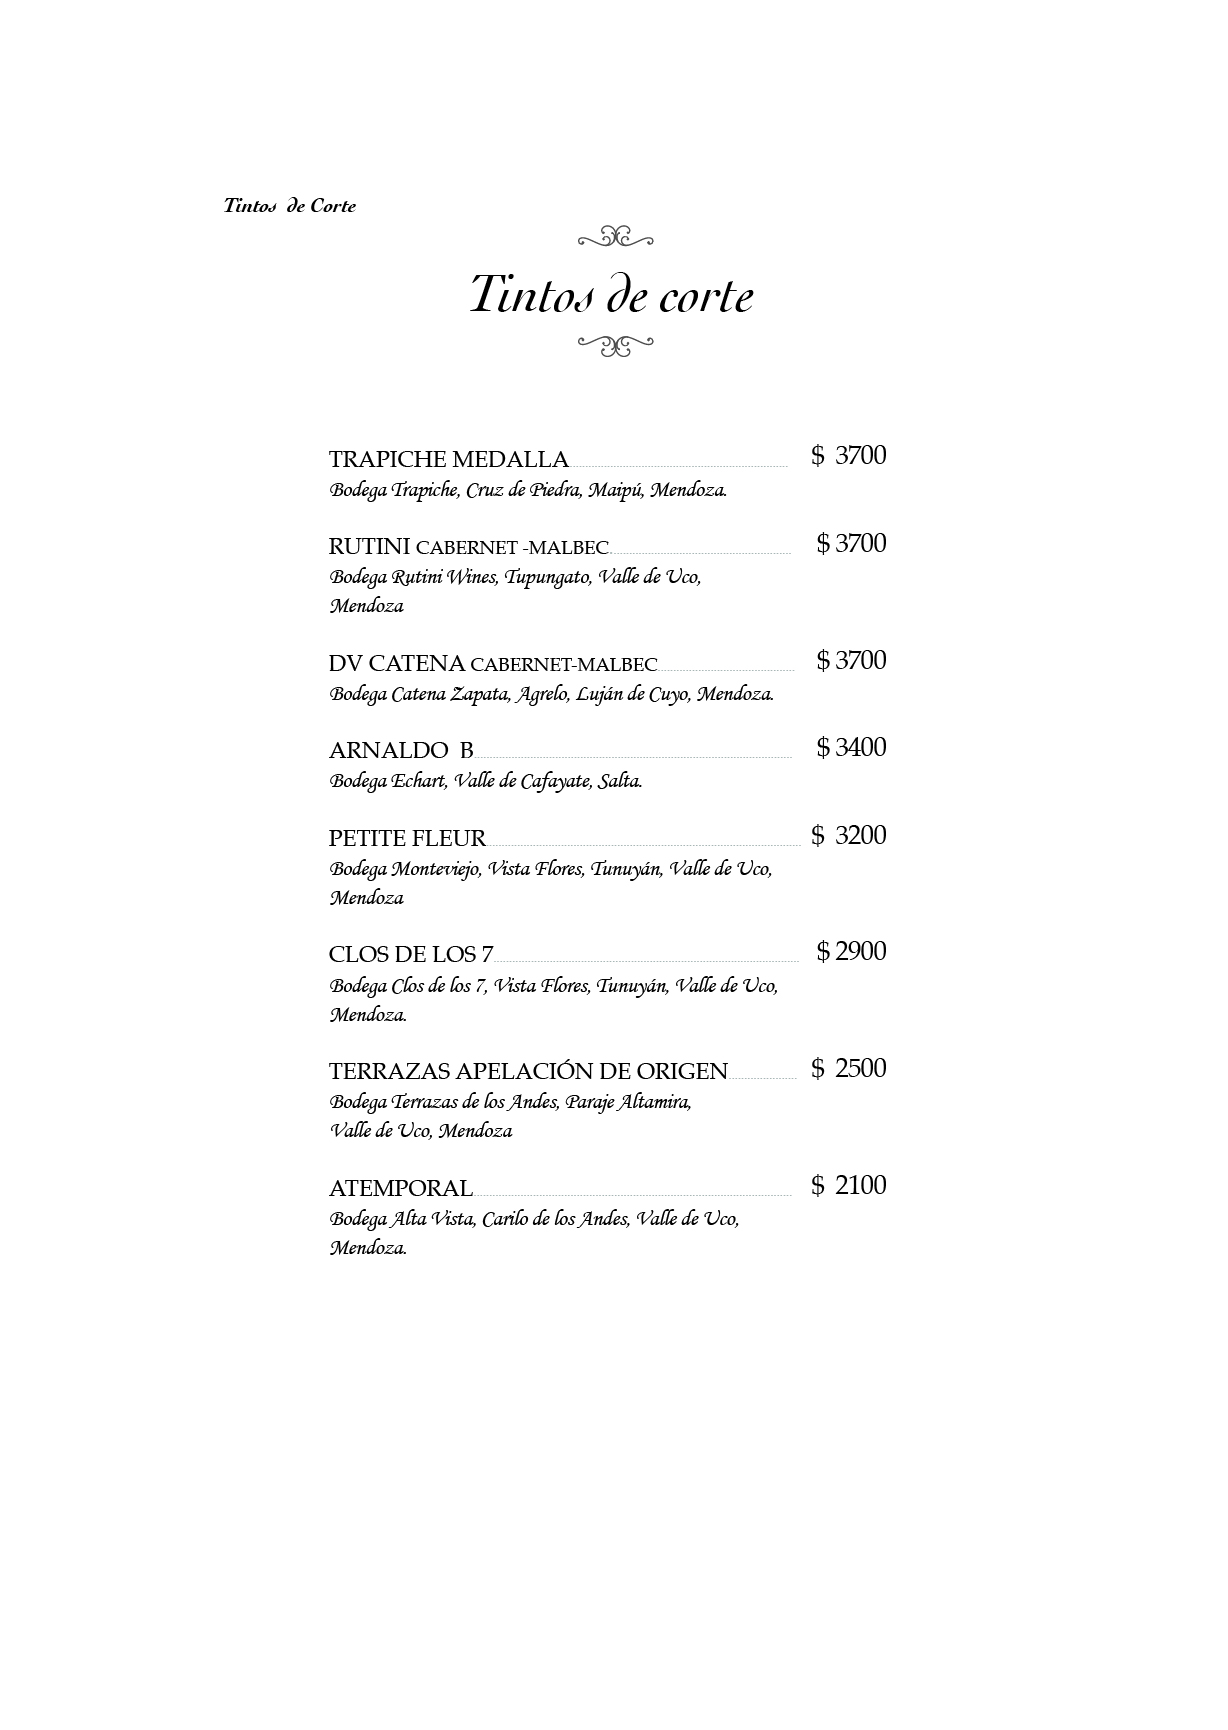 Tintos de Corte
Tintos de corte
TRAPICHE MEDALLA $ 3700
Bodega Trapiche, Cruz de Piedra, Maipú, Mendoza.
RUTINI CABERNET -MALBEC $ 3700
Bodega Rutini Wines, Tupungato, Valle de Uco,
Mendoza
DV CATENA CABERNET-MALBEC $ 3700
Bodega Catena Zapata, Agrelo, Luján de Cuyo, Mendoza.
ARNALDO B $ 3400
Bodega Echart, Valle de Cafayate, Salta.
PETITE FLEUR $ 3200
Bodega Monteviejo, Vista Flores, Tunuyán, Valle de Uco,
Mendoza
CLOS DE LOS 7 $ 2900
Bodega Clos de los 7, Vista Flores, Tunuyán, Valle de Uco,
Mendoza.
TERRAZAS APELACIÓN DE ORIGEN $ 2500
Bodega Terrazas de los Andes, Paraje Altamira,
Valle de Uco, Mendoza
ATEMPORAL $ 2100
Bodega Alta Vista, Carilo de los Andes, Valle de Uco,
Mendoza.